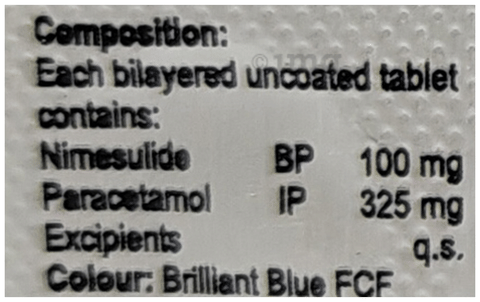 Composition:
Each bilayered uncoated tablet
contains:
Nimesulide BP 100 mg
Paracetamol IP 325 mg
Excipients q.s.
Colour: Brilliant Blue FCF